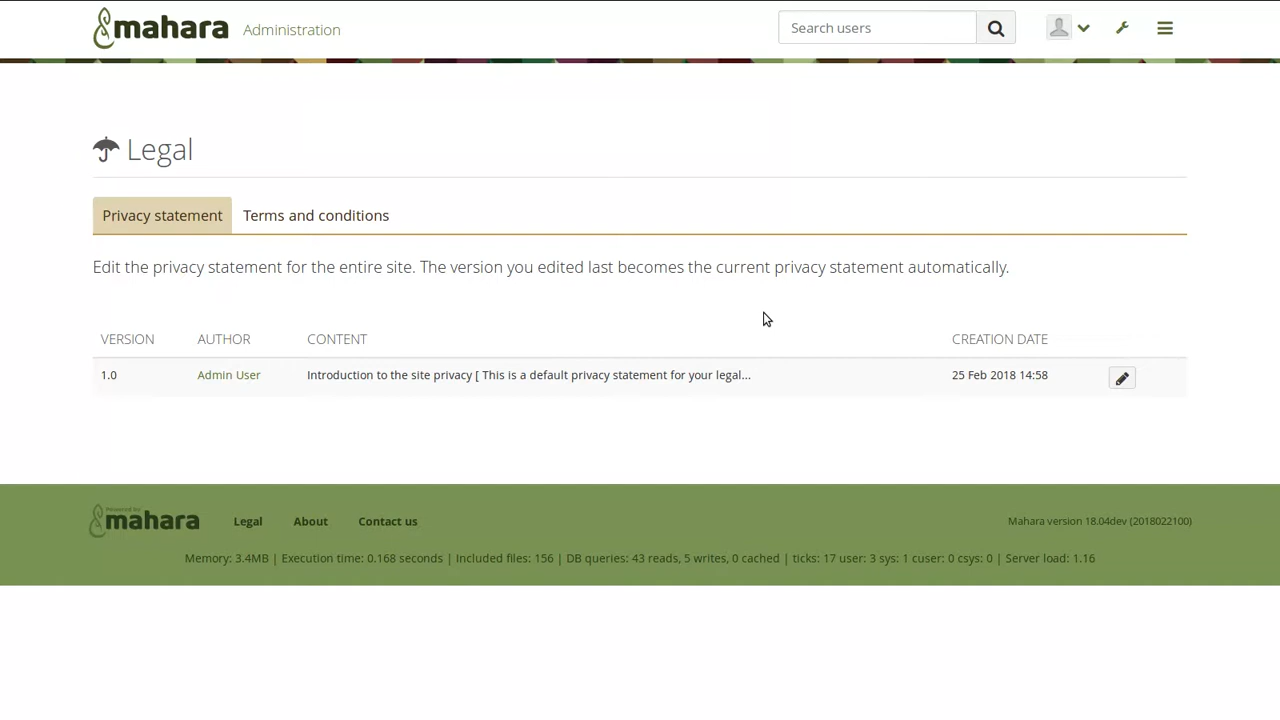 mahara Administration Search users
Legal
Privacy statement Terms and conditions
Edit the privacy statement for the entire site. The version you edited last becomes the current privacy statement automatically.
VERSION AUTHOR CONTENT CREATION DATE
1.0 Admin User Introduction to the site privacy [ This is a default privacy statement for your legal... 25 Feb 2018 14:58
Powered by
mahara Legal About Contact us Mahara version 18.04dev (2018022100)
Memory: 3.4MB | Execution time: 0.168 seconds | Included files: 156 | DB queries: 43 reads, 5 writes, 0 cached | ticks: 17 user: 3 sys: 1 cuser: 0 csys: 0 | Server load: 1.16